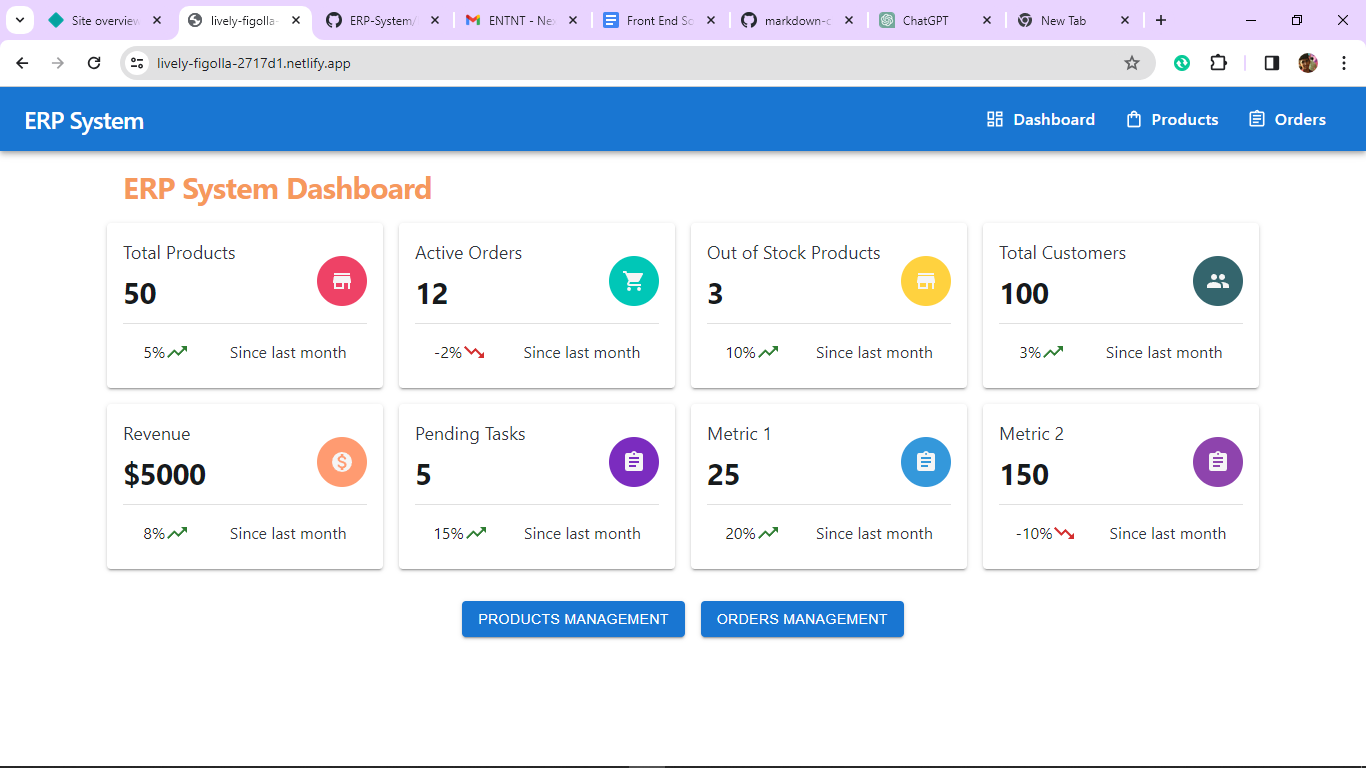 Site overview
lively-figolla-
ERP-System/
ENTNT - Ne
Front End Sc
markdown-c
ChatGPT
New Tab
lively-figolla-2717d1.netlify.app
ERP System
Dashboard
Products
Orders
ERP System Dashboard
Total Products
50
5%
Since last month
Active Orders
12
-2%
Since last month
Out of Stock Products
3
10%
Since last month
Total Customers
100
3%
Since last month
Revenue
$5000
8%
Since last month
Pending Tasks
5
15%
Since last month
Metric 1
25
20%
Since last month
Metric 2
150
-10%
Since last month
PRODUCTS MANAGEMENT
ORDERS MANAGEMENT